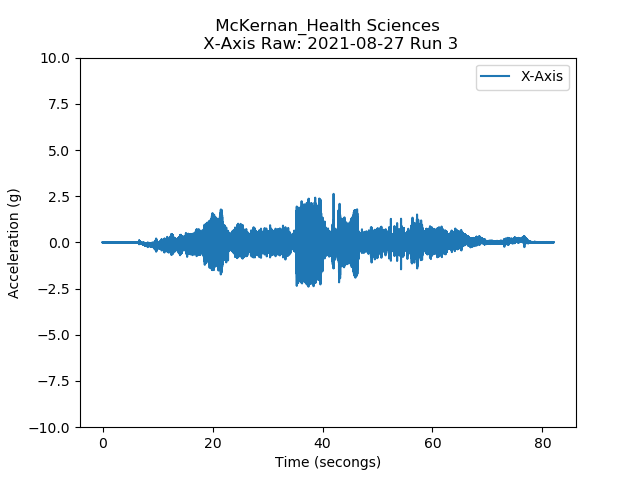 McKernan_Health Sciences
X-Axis Raw: 2021-08-27 Run 3
X-Axis
10.0
7.5
5.0
2.5
0.0
−2.5
−5.0
−7.5
−10.0
Acceleration (g)
0 20 40 60 80
Time (secongs)